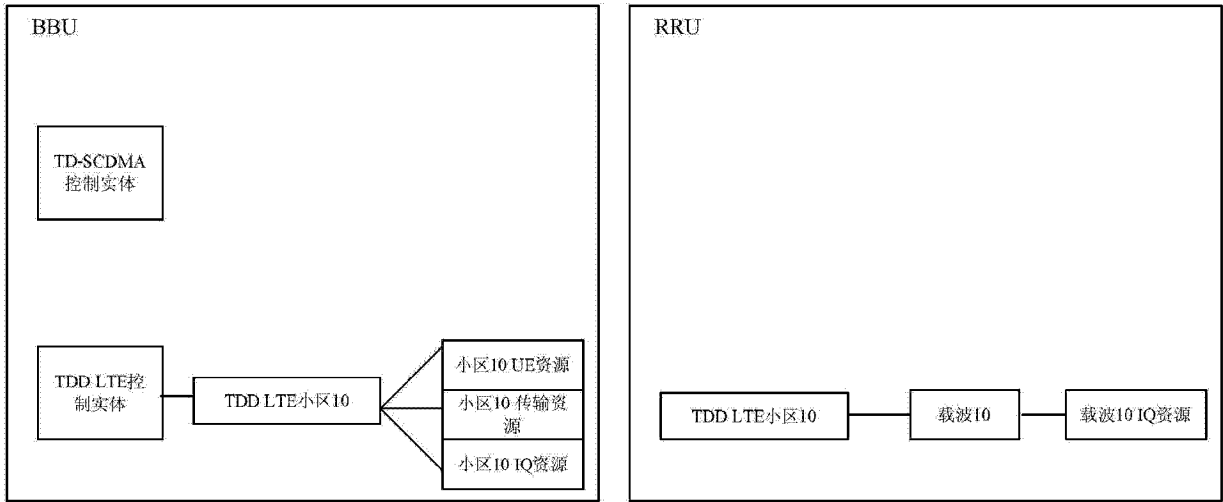 BBU
TD-SCDMA
控制实体
TDD LTE控
制实体
TDD LTE小区10
小区10 UE资源
小区10 传输资
源
小区10 IQ资源
RRU
TDD LTE小区10
载波10
载波10 IQ资源